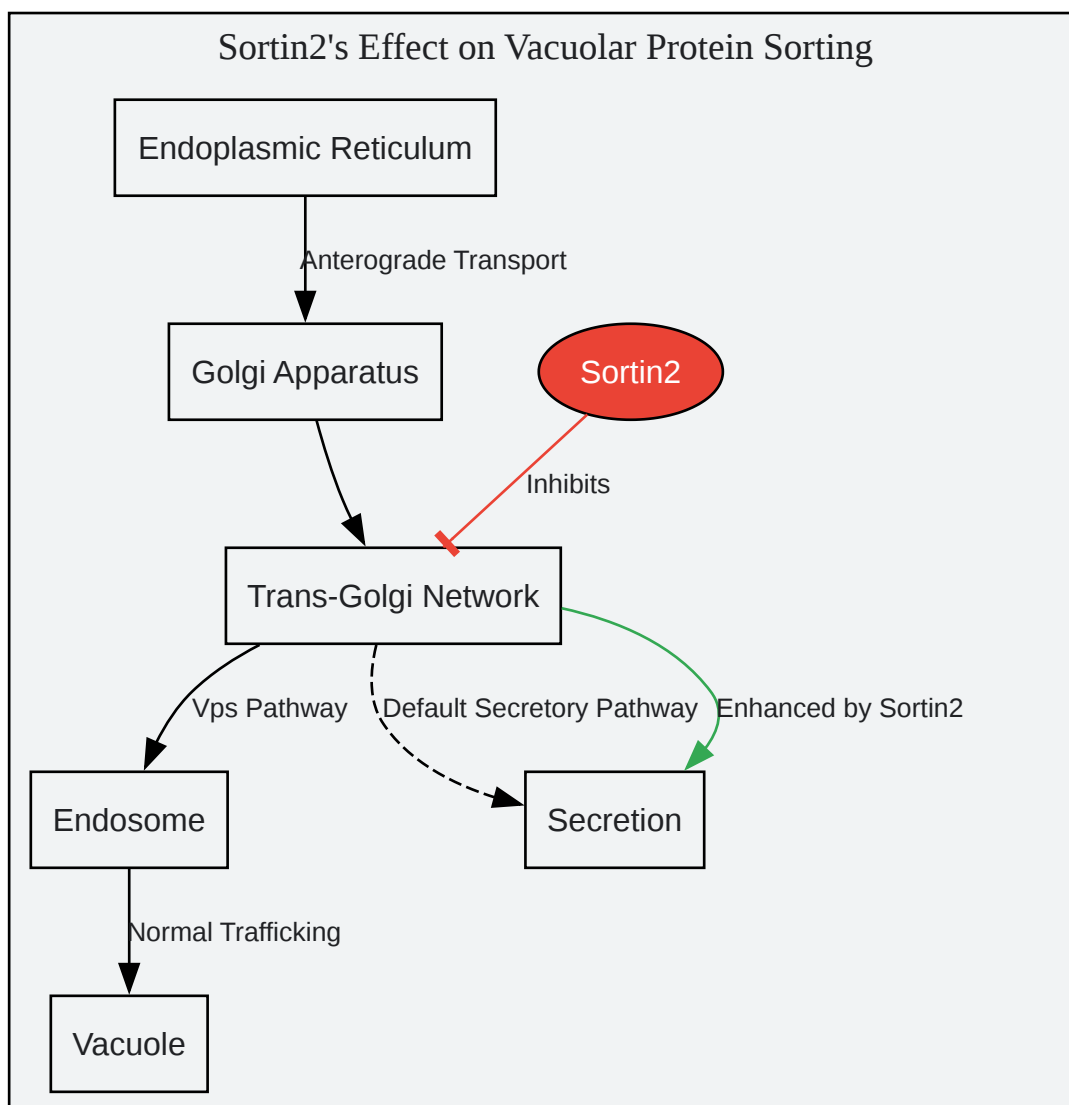 Sortin2's Effect on Vacuolar Protein Sorting
Endoplasmic Reticulum
Anterograde Transport
Golgi Apparatus
Sortin2
Inhibits
Trans-Golgi Network
Vps Pathway
Default Secretory Pathway
Enhanced by Sortin2
Endosome
Secretion
Normal Trafficking
Vacuole